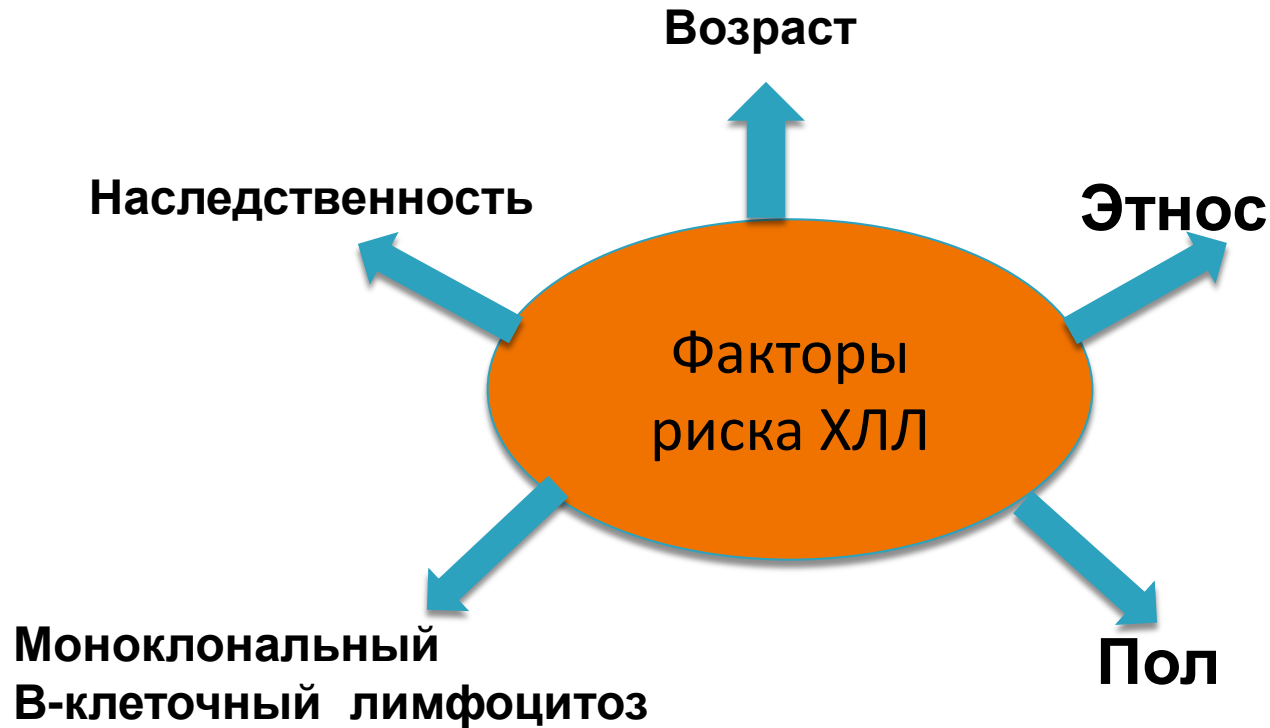 Возраст
Наследственность
Этнос
Факторы
риска ХЛЛ
Моноклональный
В-клеточный лимфоцитоз
Пол